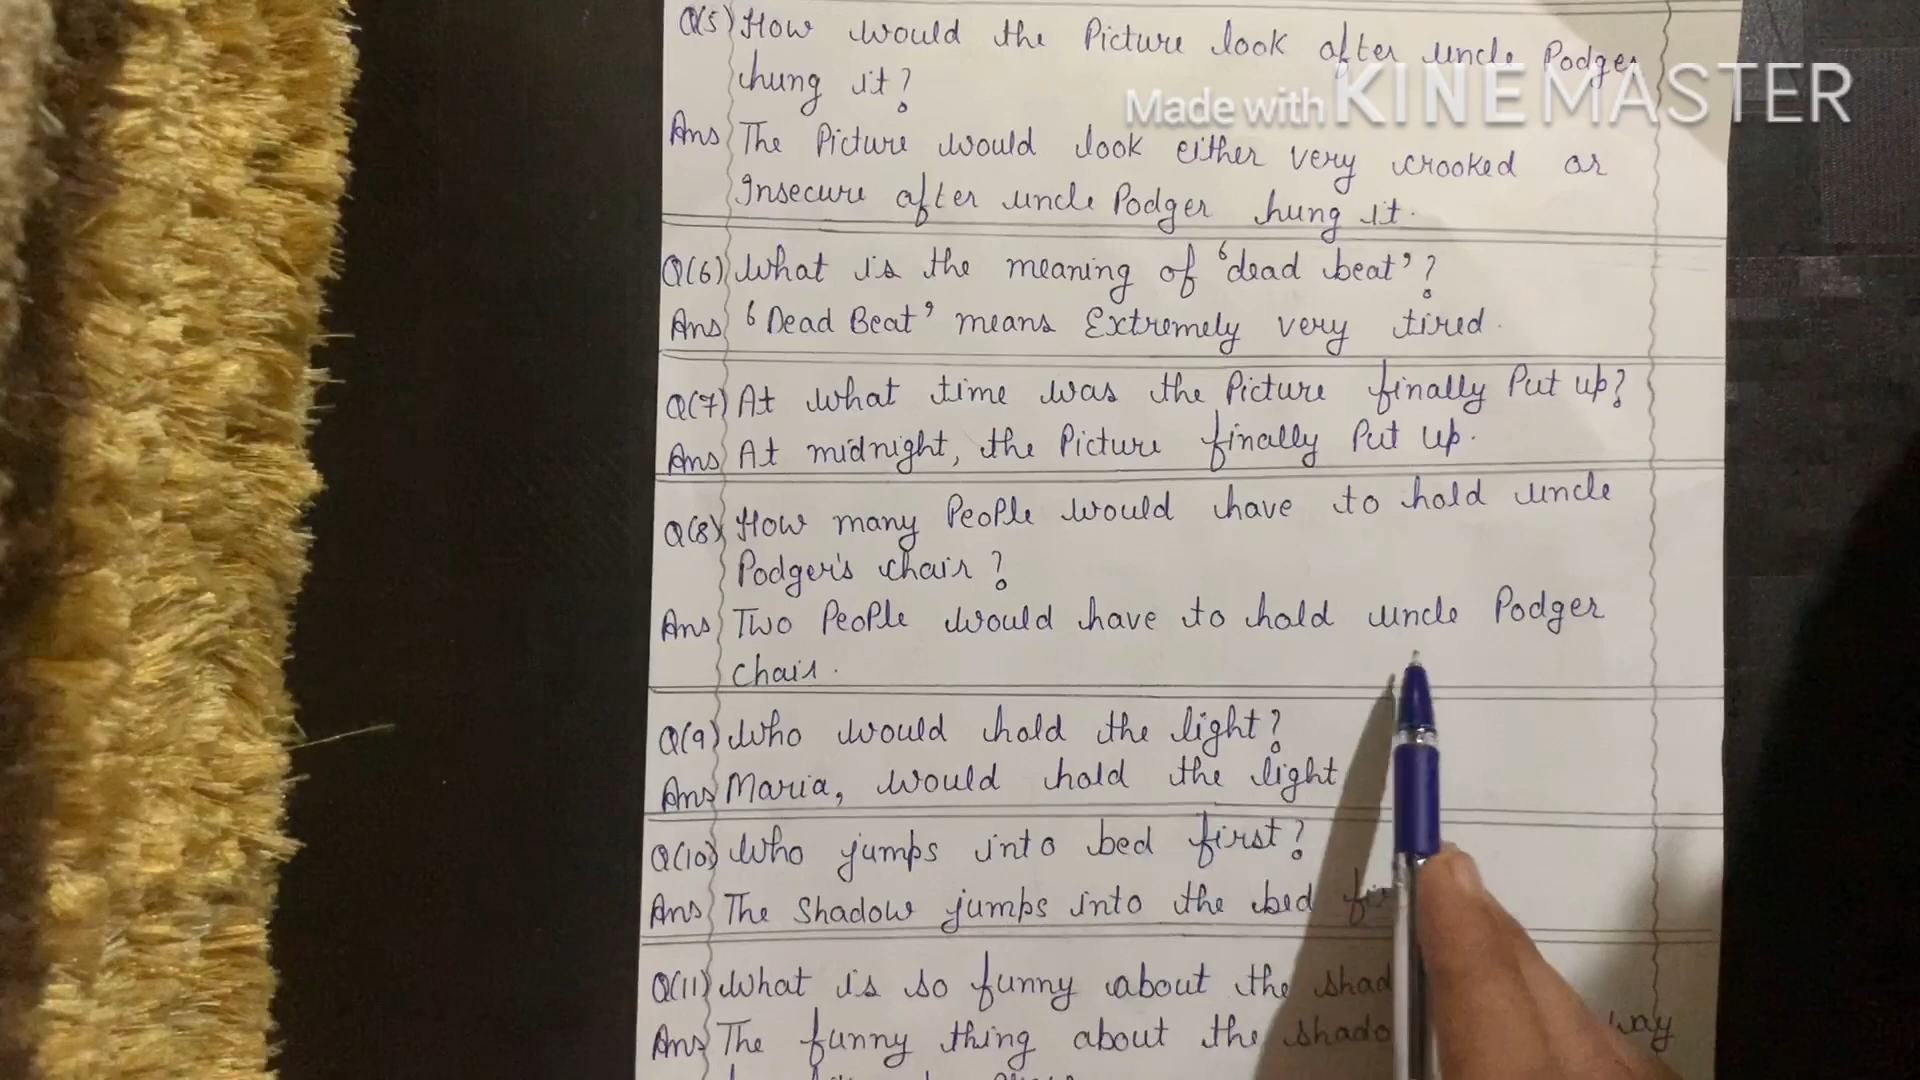 Q(5) How would the Picture look after uncle Podger
hung it?
Made with KINEMASTER
Ans The Picture would look either very crooked or
Insecure after uncle Podger hung it.
Q(6) What is the meaning of 'dead beat'?
Ans 'Dead Beat' means Extremely very tired.
Q(7) At what time was the Picture finally Put up?
Ans At midnight, the Picture finally Put up.
Q(8) How many People would have to hold uncle
Podger's chair?
Ans Two People would have to hold uncle Podger
chair.
Q(9) Who would hold the light?
Ans Maria, would hold the light
Q(10) Who jumps into bed first?
Ans The Shadow jumps into the bed
Q(11) What is so funny about the shad
Ans The funny thing about the shado way